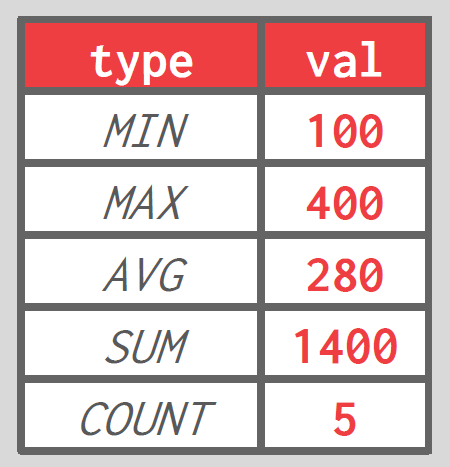 type val
MIN 100
MAX 400
AVG 280
SUM 1400
COUNT 5